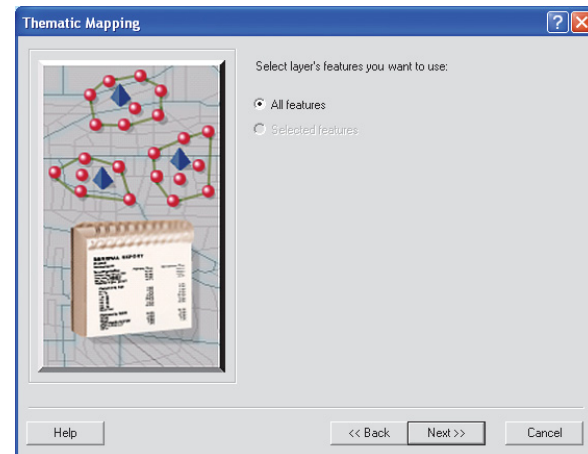 Thematic Mapping
Select layer's features you want to use:
All features
Selected features
Help
<< Back
Next >>
Cancel